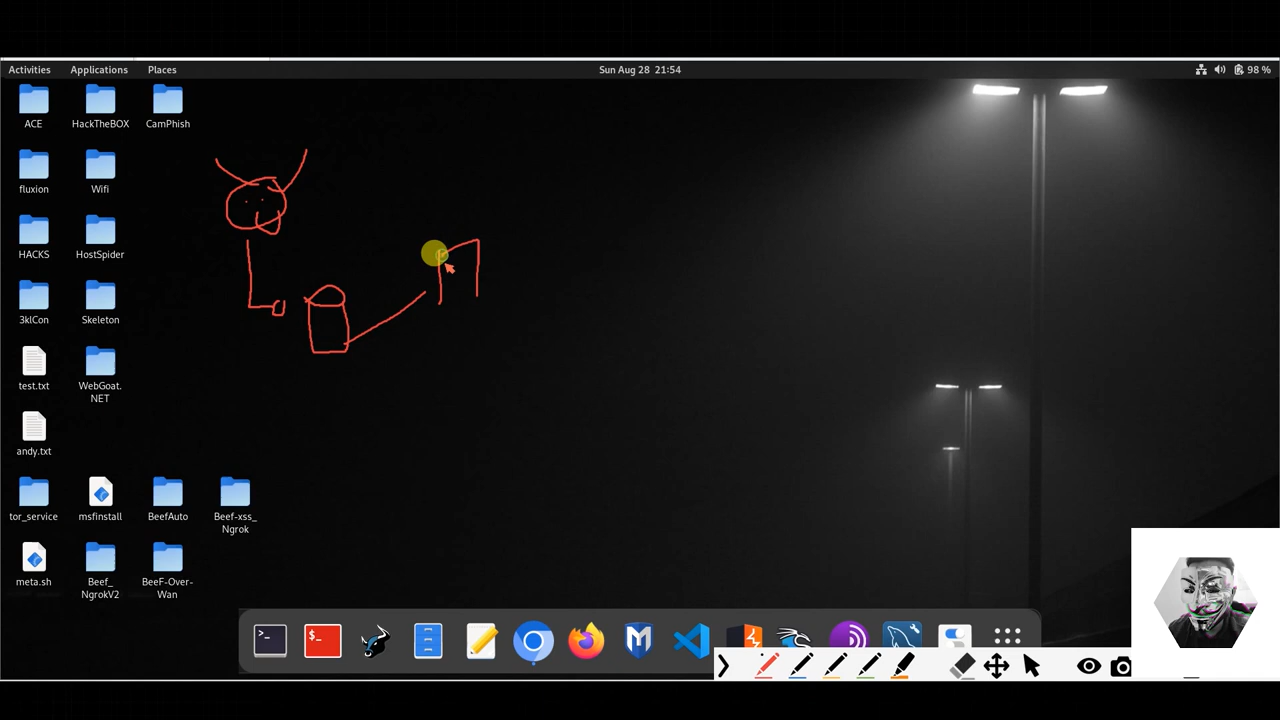 Activities Applications Places Sun Aug 28 21:54 98 %
ACE HackTheBOX CamPhish
fluxion Wifi
HACKS HostSpider
3klCon Skeleton
test.txt WebGoat.
NET
andy.txt
tor_service msfinstall BeefAuto Beef-xss_
Ngrok
meta.sh Beef_ BeeF-Over-
NgrokV2 Wan
>_ $_